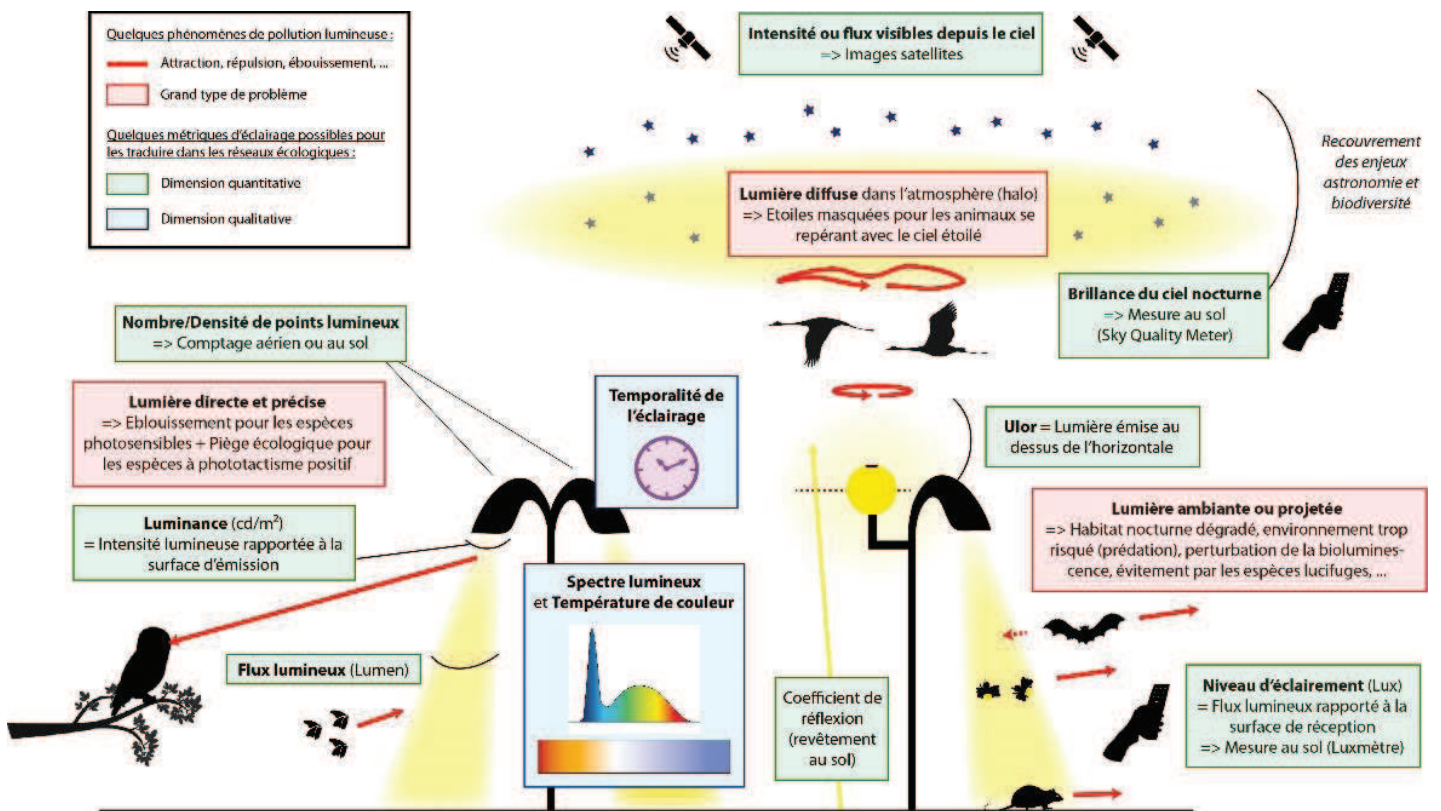 Quelques phénomènes de pollution lumineuse :
Attraction, répulsion, ébouissement, ...
Grand type de problème
Quelques métriques d'éclairage possibles pour
les traduire dans les réseaux écologiques :
Dimension quantitative
Dimension qualitative
Intensité ou flux visibles depuis le ciel
=> Images satellites
Recouvrement
des enjeux
astronomie et
biodiversité
Lumière diffuse dans l'atmosphère (halo)
=> Etoiles masquées pour les animaux se
repérant avec le ciel étoilé
Brillance du ciel nocturne
=> Mesure au sol
(Sky Quality Meter)
Nombre/Densité de points lumineux
=> Comptage aérien ou au sol
Lumière directe et précise
=> Eblouissement pour les espèces
photosensibles + Piège écologique pour
les espèces à phototactisme positif
Temporalité de
l'éclairage
Ulor = Lumière émise au
dessus de l'horizontale
Luminance (cd/m²)
= Intensité lumineuse rapportée à la
surface d'émission
Lumière ambiante ou projetée
=> Habitat nocturne dégradé, environnement trop
risqué (prédation), perturbation de la biolumines-
cence, évitement par les espèces lucifuges, ...
Spectre lumineux
et Température de couleur
Flux lumineux (Lumen)
Coefficient de
réflexion
(revêtement
au sol)
Niveau d'éclairement (Lux)
= Flux lumineux rapporté à la
surface de réception
=> Mesure au sol (Luxmètre)